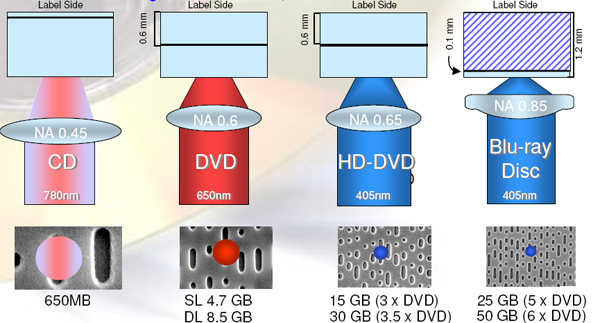 Label Side
Label Side
Label Side
Label Side
0.6 mm
0.6 mm
0.1 mm
1.2 mm
NA 0.45
NA 0.6
NA 0.65
NA 0.85
CD
DVD
HD-DVD
Blu-ray
Disc
780nm
650nm
405nm
405nm
650MB
SL 4.7 GB
DL 8.5 GB
15 GB (3 x DVD)
30 GB (3.5 x DVD)
25 GB (5 x DVD)
50 GB (6 x DVD)